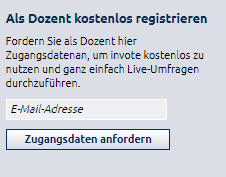 Als Dozent kostenlos registrieren
Fordern Sie als Dozent hier
Zugangsdatenan, um invote kostenlos zu
nutzen und ganz einfach Live-Umfragen
durchzuführen.
E-Mail-Adresse
Zugangsdaten anfordern